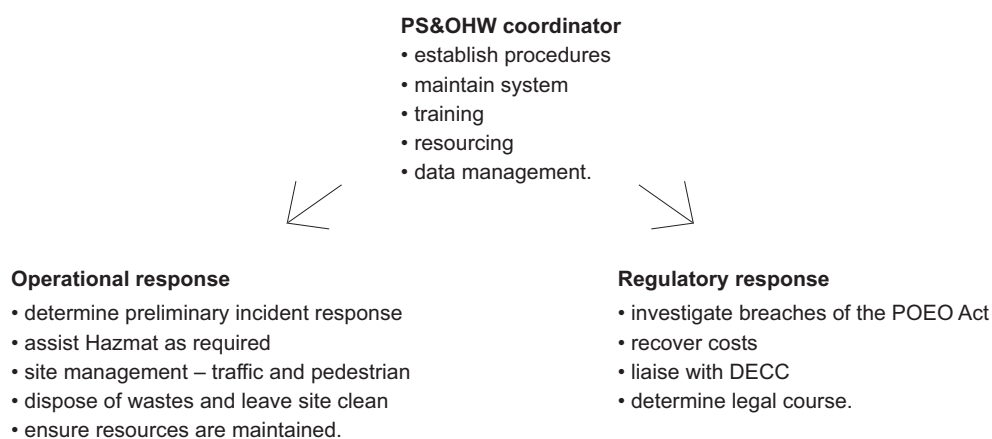 PS&OHW coordinator
• establish procedures
• maintain system
• training
• resourcing
• data management.
Operational response
• determine preliminary incident response
• assist Hazmat as required
• site management – traffic and pedestrian
• dispose of wastes and leave site clean
• ensure resources are maintained.
Regulatory response
• investigate breaches of the POEO Act
• recover costs
• liaise with DECC
• determine legal course.